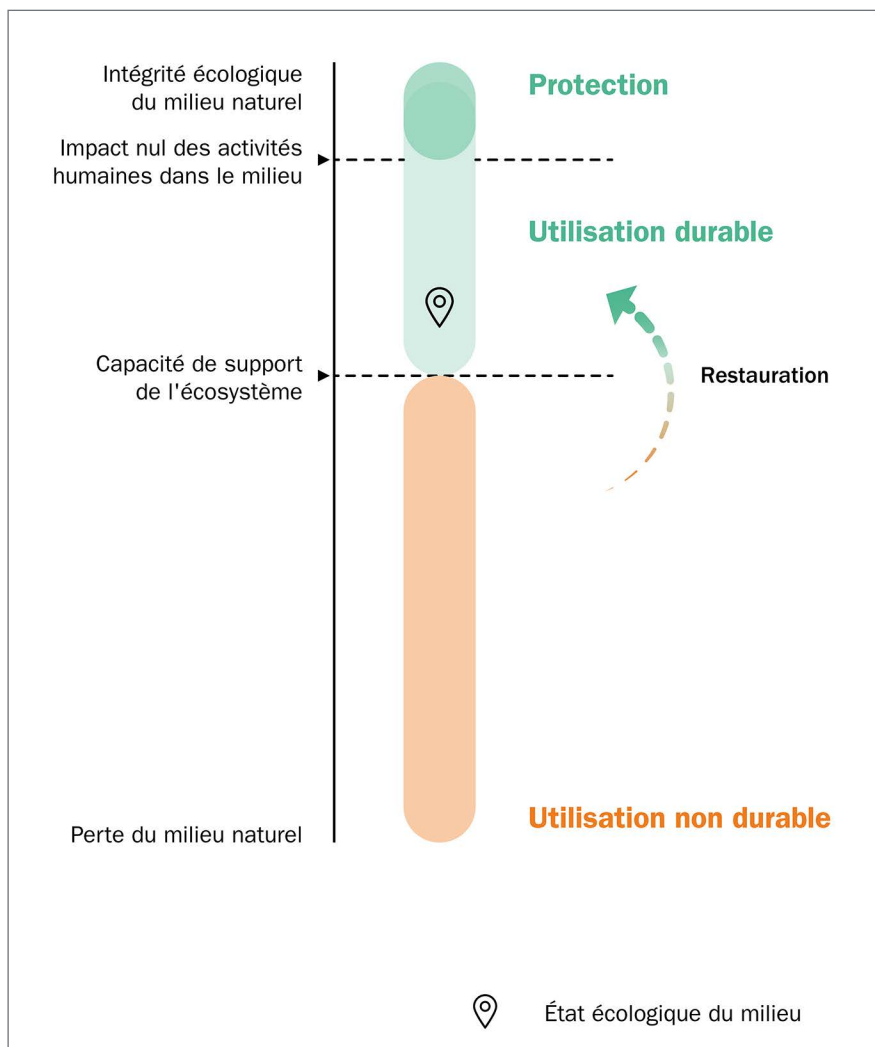 Intégrité écologique
du milieu naturel
Protection
Impact nul des activités
humaines dans le milieu
Utilisation durable
Capacité de support
de l'écosystème
Restauration
Perte du milieu naturel
Utilisation non durable
État écologique du milieu